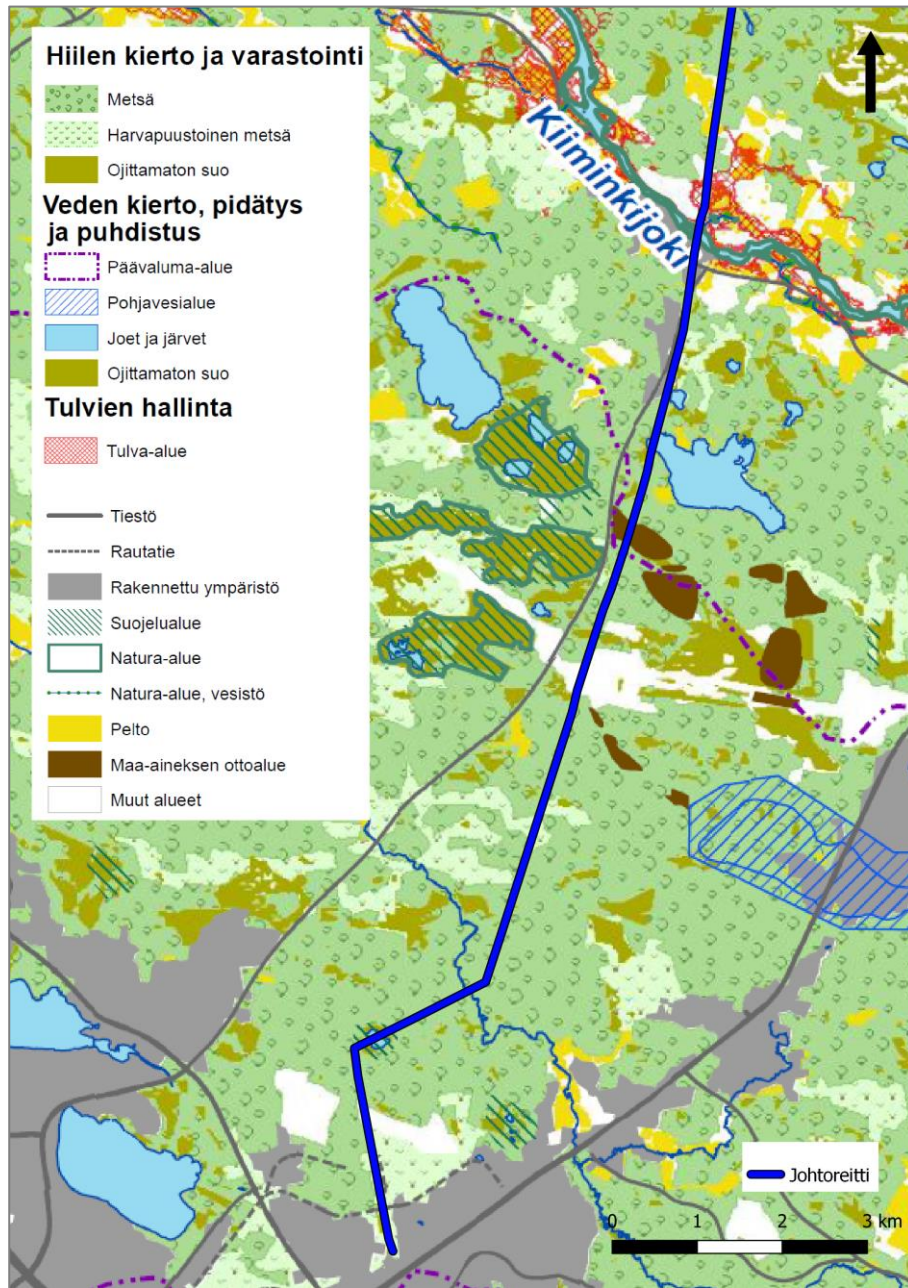 Hiilen kierto ja varastointi
Metsä
Harvapuustoinen metsä
Ojittamaton suo
Veden kierto, pidätys
ja puhdistus
Päävaluma-alue
Pohjavesialue
Joet ja järvet
Ojittamaton suo
Tulvien hallinta
Tulva-alue
Tiestö
Rautatie
Rakennettu ympäristö
Suojelualue
Natura-alue
Natura-alue, vesistö
Pelto
Maa-aineksen ottoalue
Muut alueet
Kiiminkijoki
Johtoreitti
0 1 2 3 km